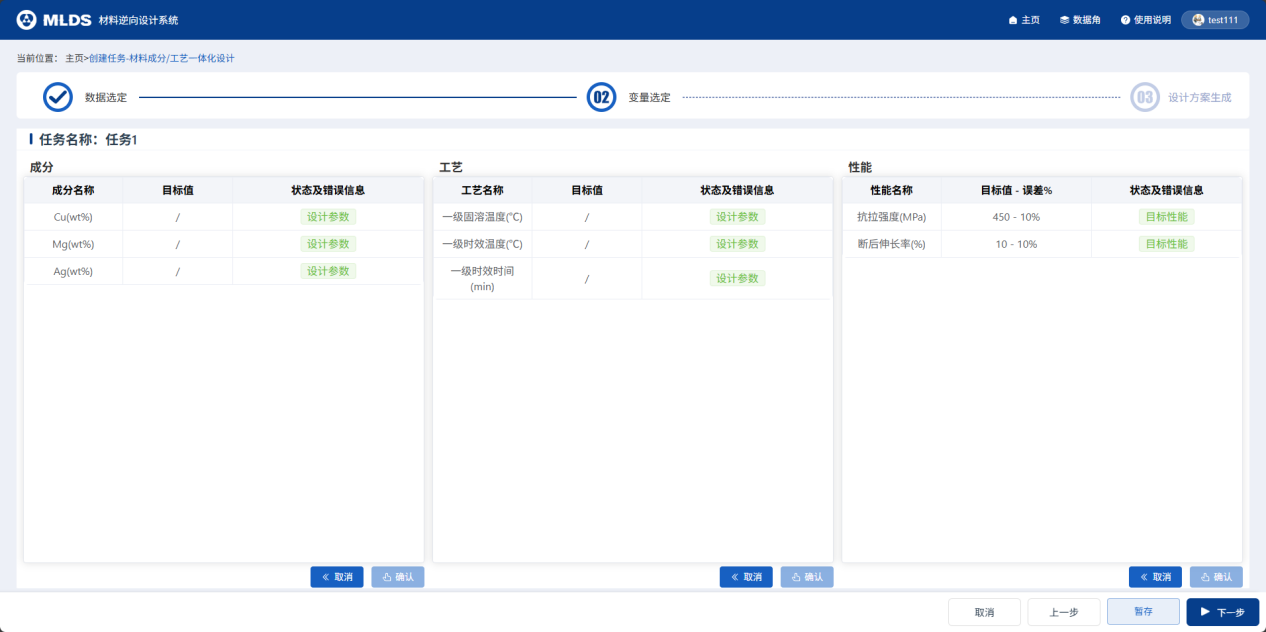 MLDS 材料逆向设计系统 主页 数据角 使用说明 test111
当前位置： 主页>创建任务-材料成分/工艺一体化设计
数据选定 02 变量选定 03 设计方案生成
任务名称：任务1
成分 工艺 性能
成分名称 目标值 状态及错误信息 工艺名称 目标值 状态及错误信息 性能名称 目标值 - 误差% 状态及错误信息
Cu(wt%) / 设计参数 一级固溶温度(℃) / 设计参数 抗拉强度(MPa) 450 - 10% 目标性能
Mg(wt%) / 设计参数 一级时效温度(℃) / 设计参数 断后伸长率(%) 10 - 10% 目标性能
Ag(wt%) / 设计参数 一级时效时间
(min) / 设计参数
取消 确认 取消 确认 取消 确认
取消 上一步 暂存 下一步